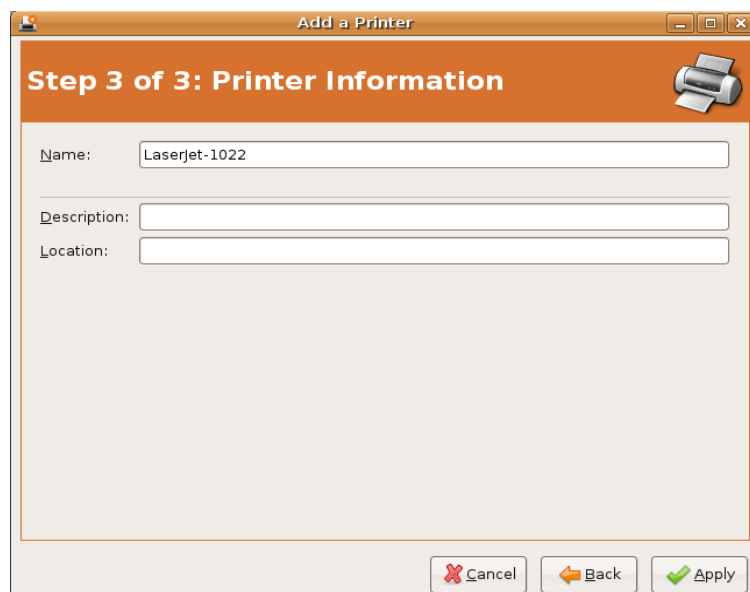 Add a Printer
Step 3 of 3: Printer Information
Name: LaserJet-1022
Description:
Location:
Cancel Back Apply